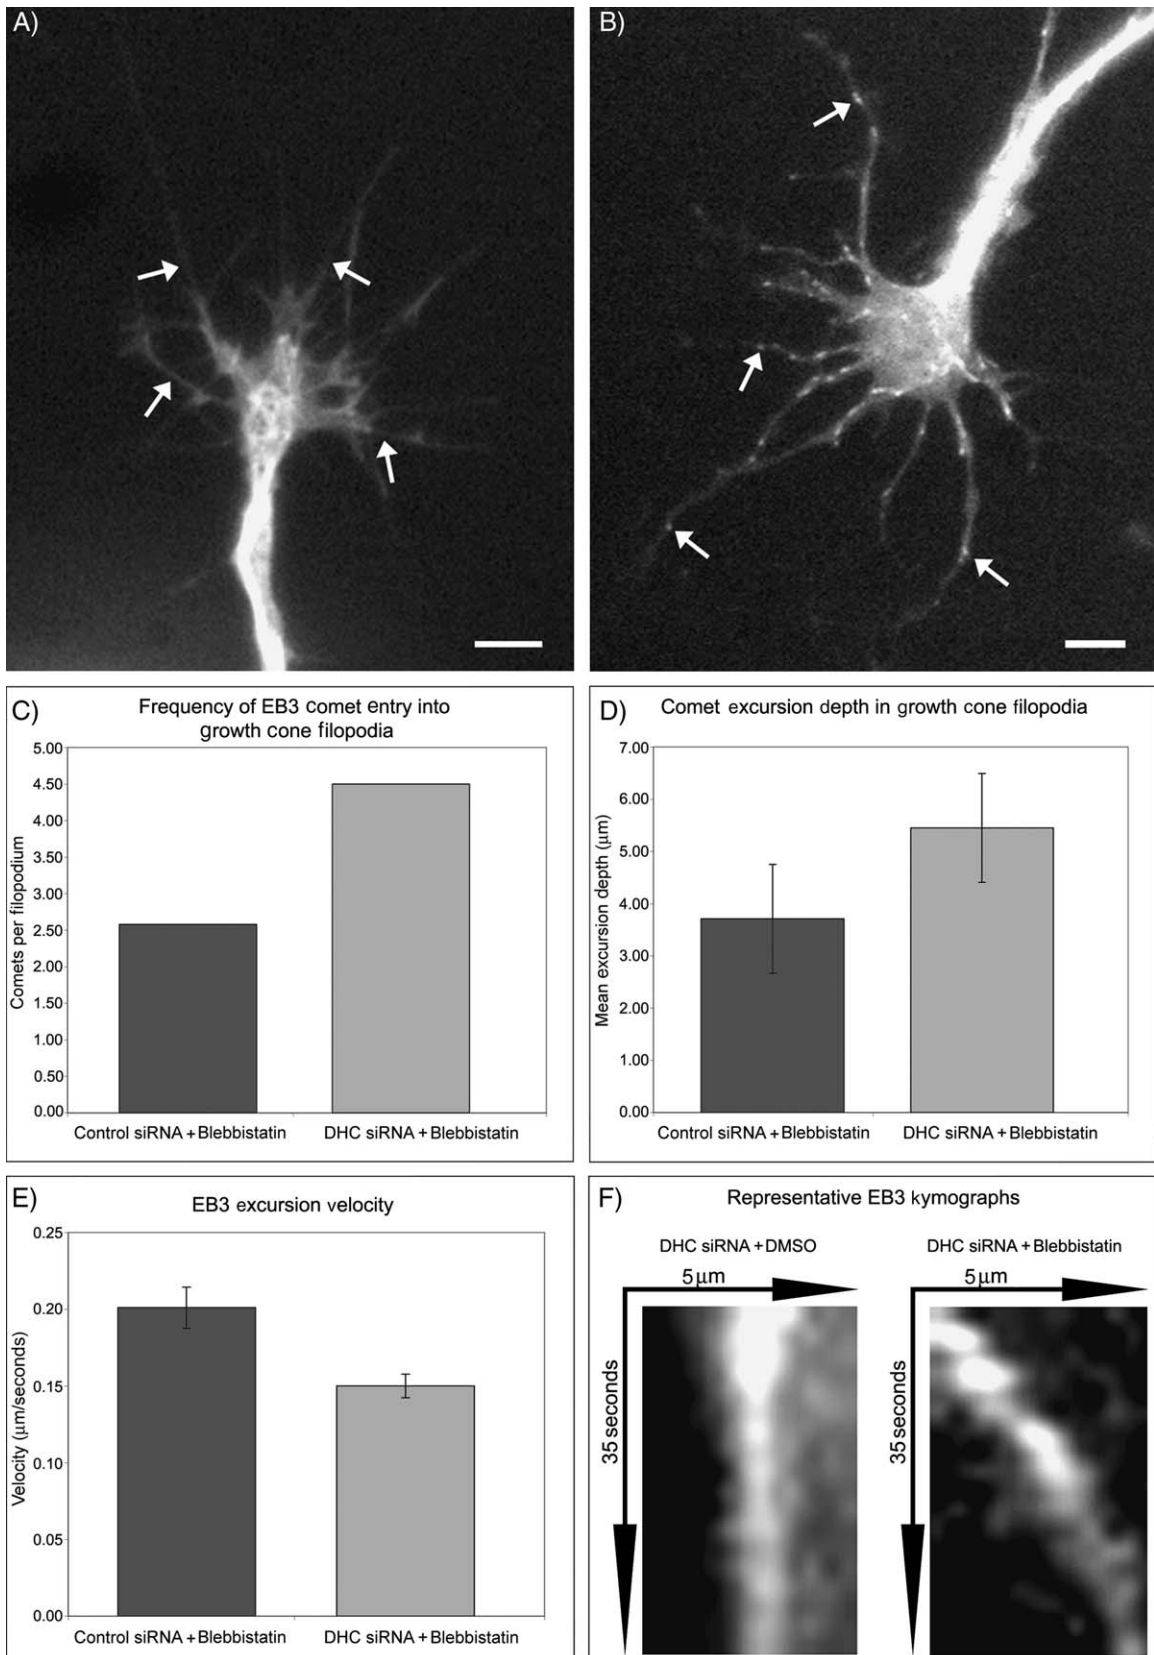 A)
B)
C)
Frequency of EB3 comet entry into
growth cone filopodia
5.00
4.50
4.00
3.50
3.00
2.50
2.00
1.50
1.00
0.50
0.00
Comets per filopodium
Control siRNA + Blebbistatin
DHC siRNA + Blebbistatin
D)
Comet excursion depth in growth cone filopodia
7.00
6.00
5.00
4.00
3.00
2.00
1.00
0.00
Mean excursion depth (μm)
Control siRNA + Blebbistatin
DHC siRNA + Blebbistatin
E)
EB3 excursion velocity
0.25
0.20
0.15
0.10
0.05
0.00
Velocity (μm/seconds)
Control siRNA + Blebbistatin
DHC siRNA + Blebbistatin
F)
Representative EB3 kymographs
DHC siRNA + DMSO
5μm
35 seconds
DHC siRNA + Blebbistatin
5μm
35 seconds